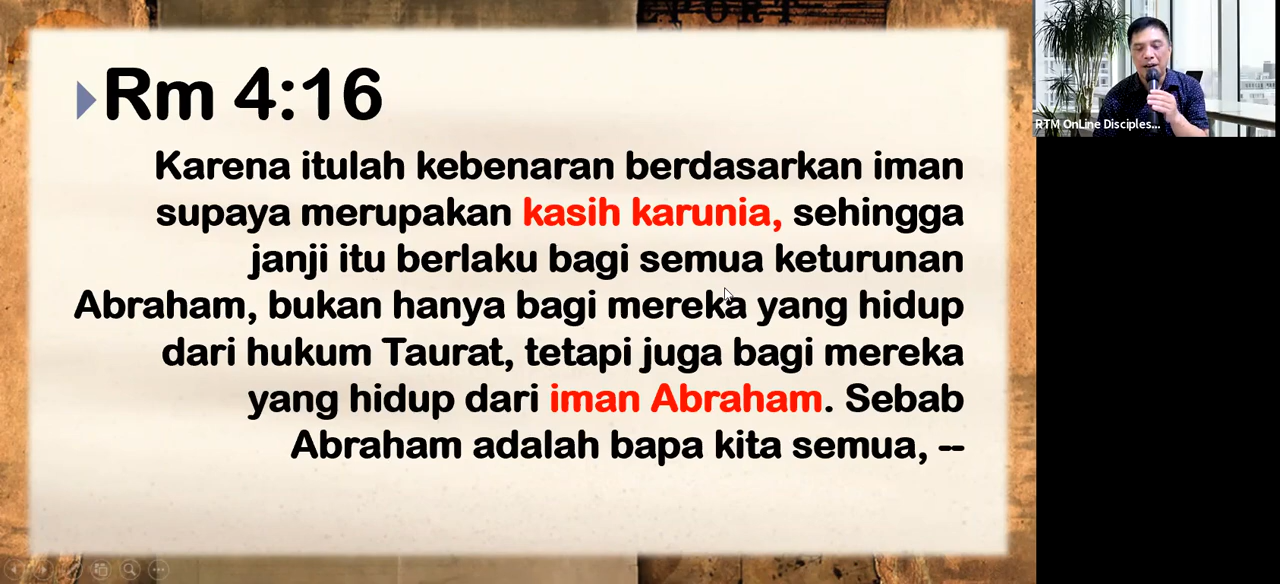 PORT
Rm 4:16
Karena itulah kebenaran berdasarkan iman
supaya merupakan kasih karunia, sehingga
janji itu berlaku bagi semua keturunan
Abraham, bukan hanya bagi mereka yang hidup
dari hukum Taurat, tetapi juga bagi mereka
yang hidup dari iman Abraham. Sebab
Abraham adalah bapa kita semua, --
RTM OnLine Disciples...